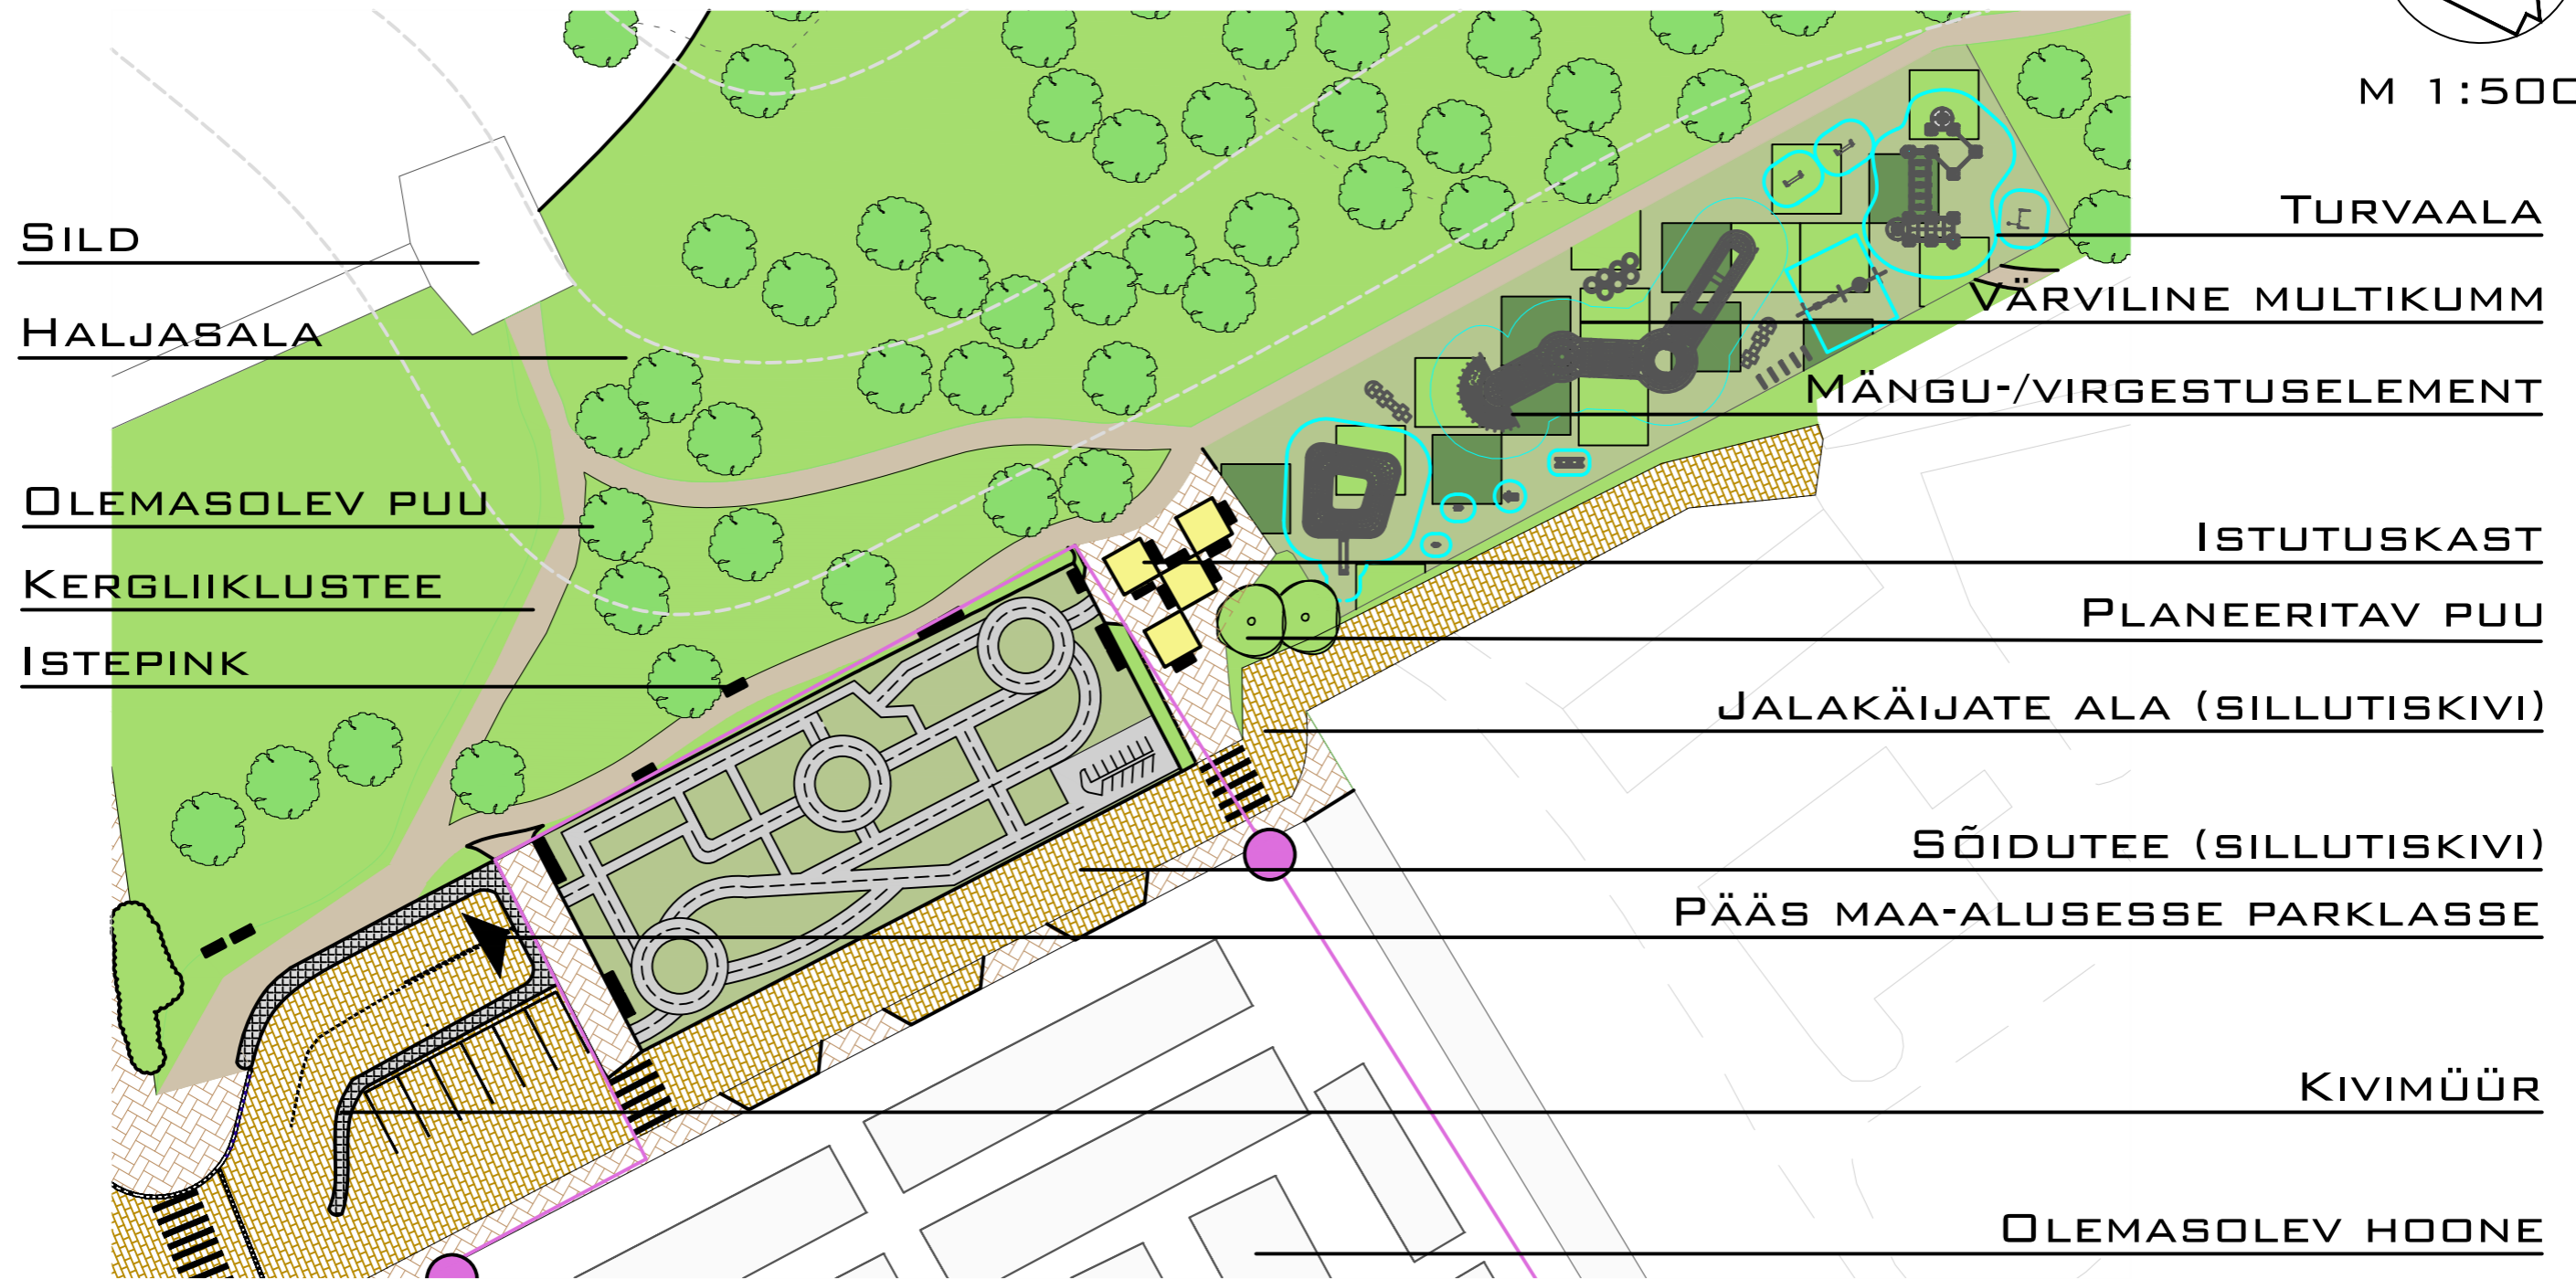 M 1:500
Sild
Haljasala
Olemasolev puu
Kergliiklustee
Istepink
Turvaala
Värviline multikumm
Mängu-/virgestuselement
Istutuskast
Planeeritav puu
Jalakäijate ala (sillutiskivi)
Sõidutee (sillutiskivi)
Pääs maa-alusesse parklasse
Kivimüür
Olemasolev hoone